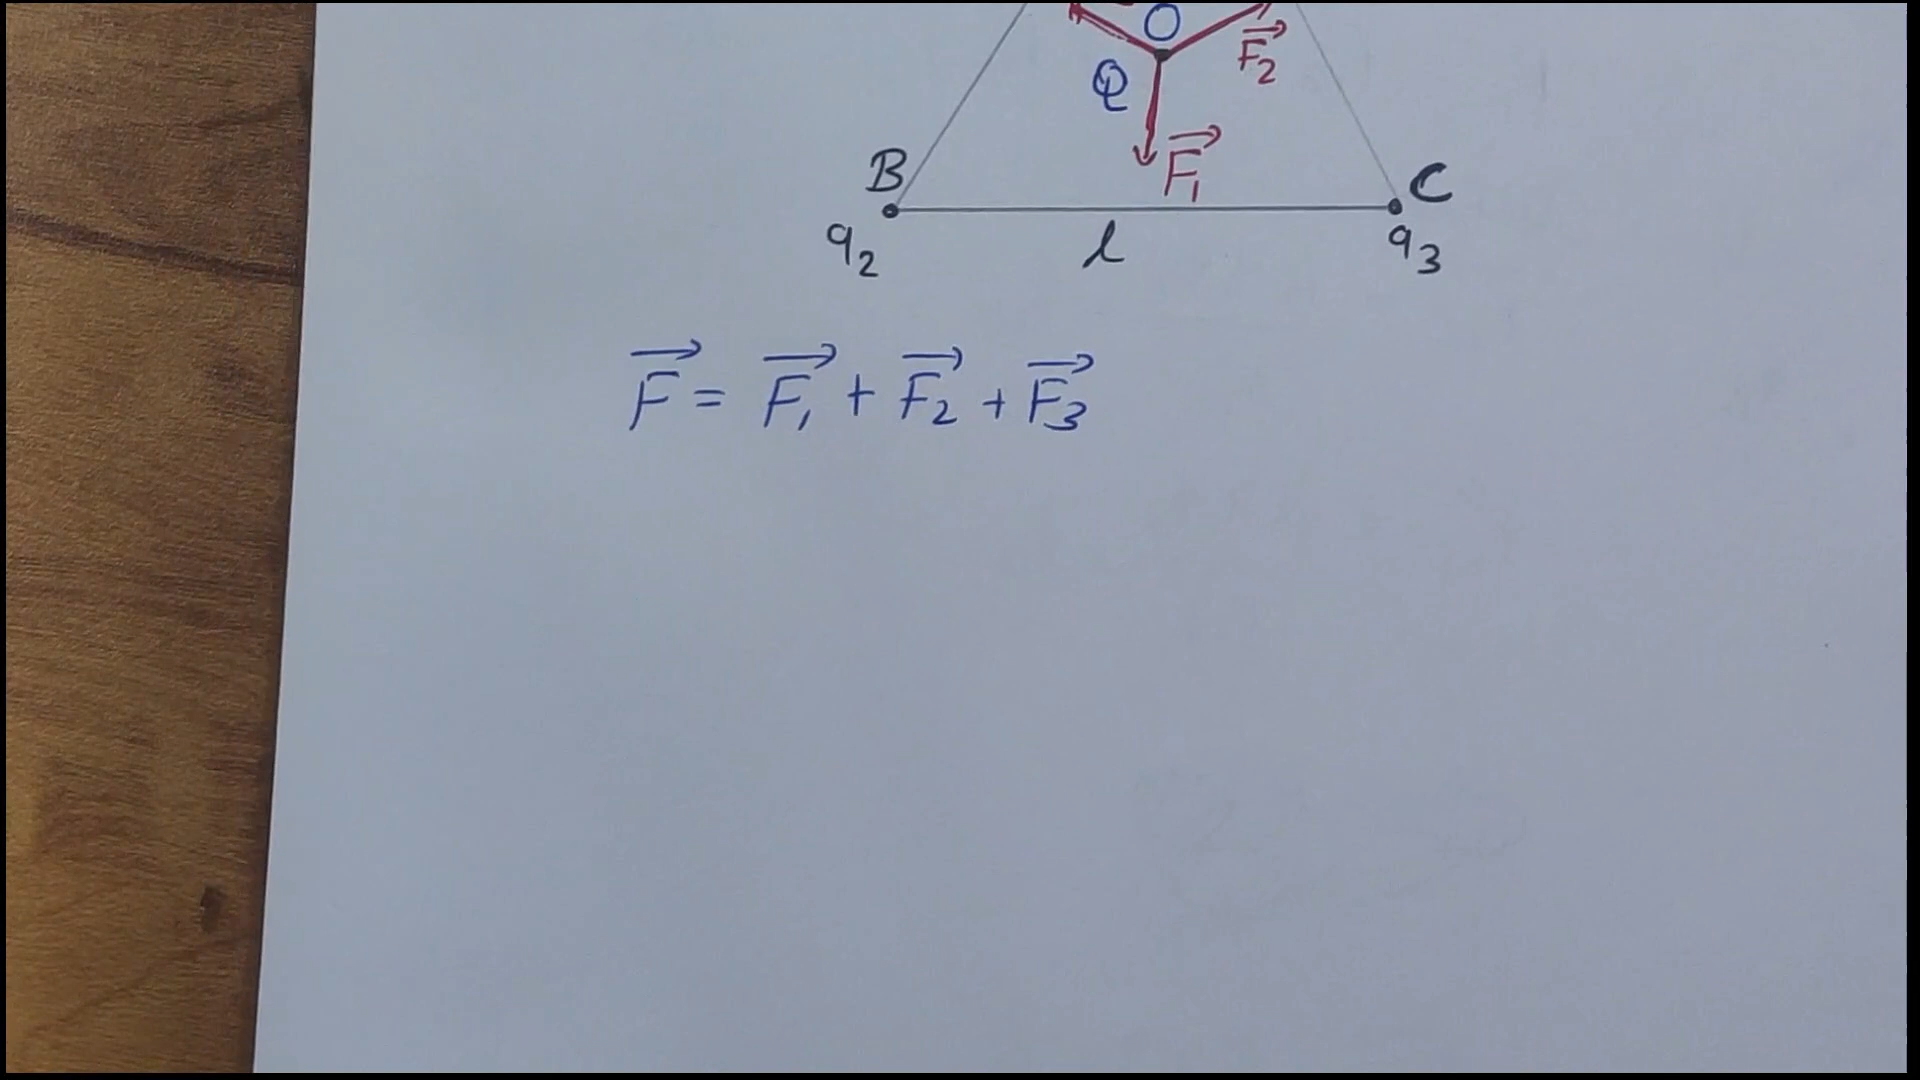 O
Q
F₂
F₁
B
C
q₂
l
q₃
F = F₁ + F₂ + F₃